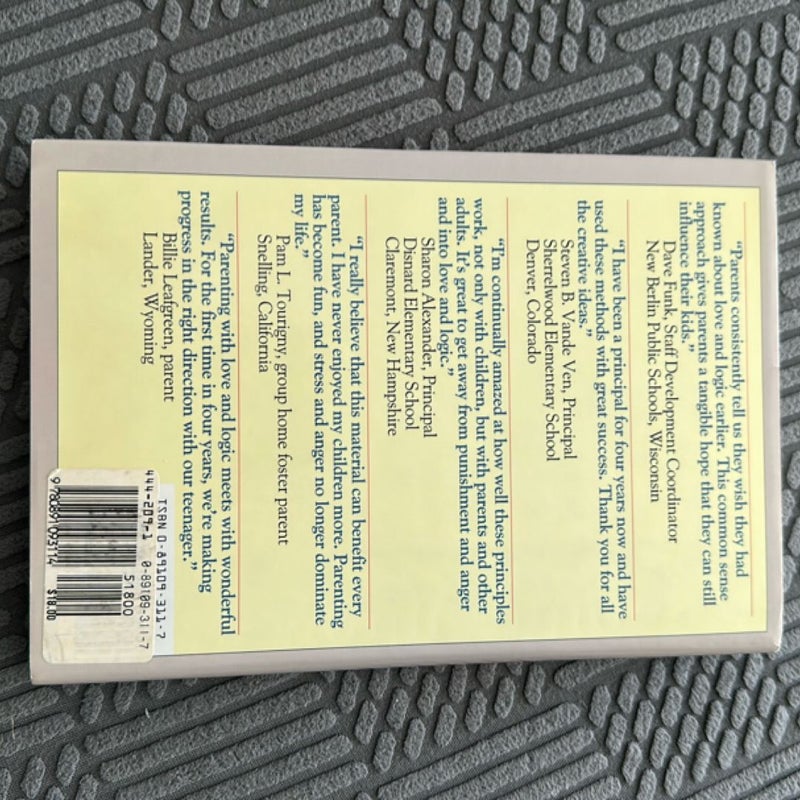 “Parents consistently tell us they wish they had
known about love and logic earlier. This common sense
approach gives parents a tangible hope that they can still
influence their kids.”
Dave Funk, Staff Development Coordinator
New Berlin Public Schools, Wisconsin
“I have been a principal for four years now and have
used these methods with great success. Thank you for all
the creative ideas.”
Steven B. Vande Ven, Principal
Sherrelwood Elementary School
Denver, Colorado
“I'm continually amazed at how well these principles
work, not only with children, but with parents and other
adults. It's great to get away from punishment and anger
and into love and logic.”
Sharon Alexander, Principal
Disnard Elementary School
Claremont, New Hampshire
“I really believe that this material can benefit every
parent. I have never enjoyed my children more. Parenting
has become fun, and stress and anger no longer dominate
my life.”
Pam L. Tourigny, group home foster parent
Snelling, California
“Parenting with love and logic meets with wonderful
results. For the first time in four years, we're making
progress in the right direction with our teenager.”
Billie Leafgreen, parent
Lander, Wyoming
ISBN 0-89109-311-7
444-209-1 0-89109-311-7
51800
9780891093114
$18.00